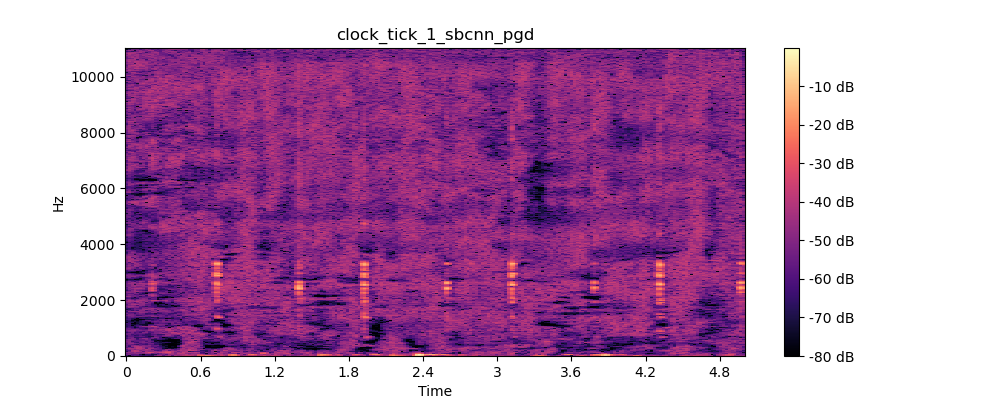 clock_tick_1_sbcnn_pgd
10000
8000
6000
4000
2000
0
Hz
0 0.6 1.2 1.8 2.4 3 3.6 4.2 4.8
Time
-10 dB
-20 dB
-30 dB
-40 dB
-50 dB
-60 dB
-70 dB
-80 dB